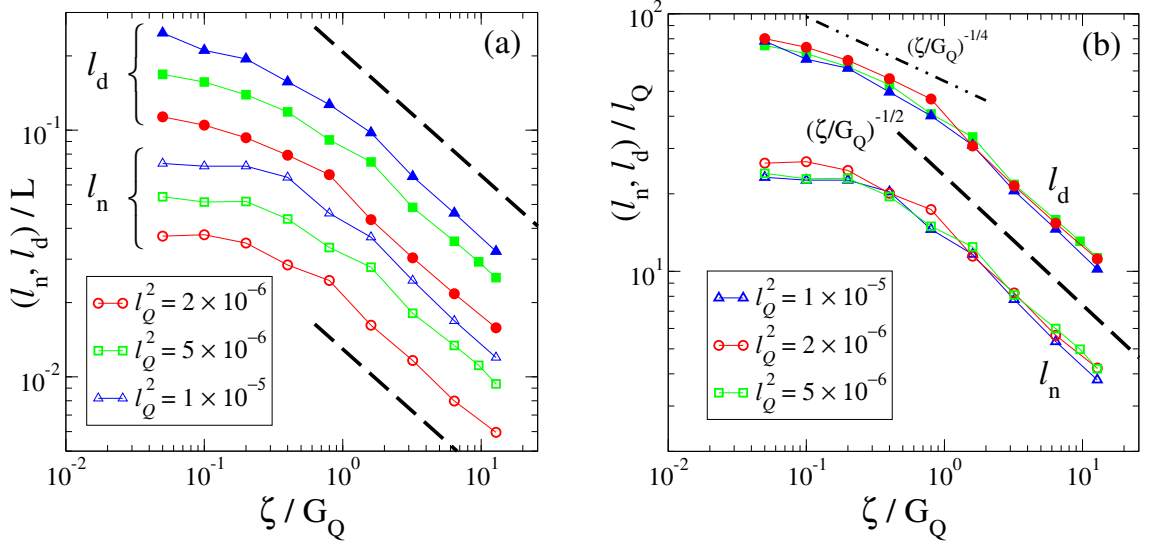 (a)
l_d
l_n
10^-1
10^-2
(l_n, l_d) / L
l_Q^2 = 2 × 10^-6
l_Q^2 = 5 × 10^-6
l_Q^2 = 1 × 10^-5
10^-2 10^-1 10^0 10^1
ζ / G_Q
(b)
10^2
10^1
(l_n, l_d) / l_Q
(ζ/G_Q)^-1/4
(ζ/G_Q)^-1/2
l_d
l_n
l_Q^2 = 1 × 10^-5
l_Q^2 = 2 × 10^-6
l_Q^2 = 5 × 10^-6
10^-2 10^-1 10^0 10^1
ζ / G_Q